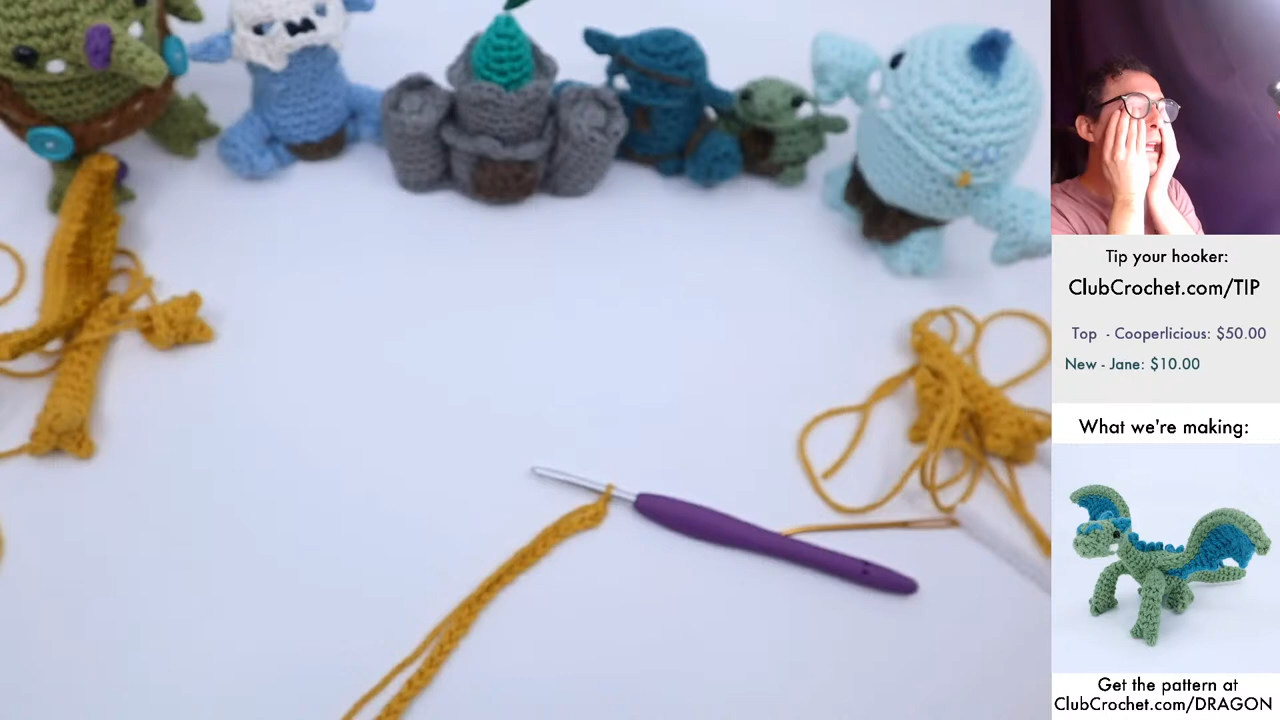 Tip your hooker:
ClubCrochet.com/TIP
Top - Cooperlicious: $50.00
New - Jane: $10.00
What we're making:
Get the pattern at
ClubCrochet.com/DRAGON